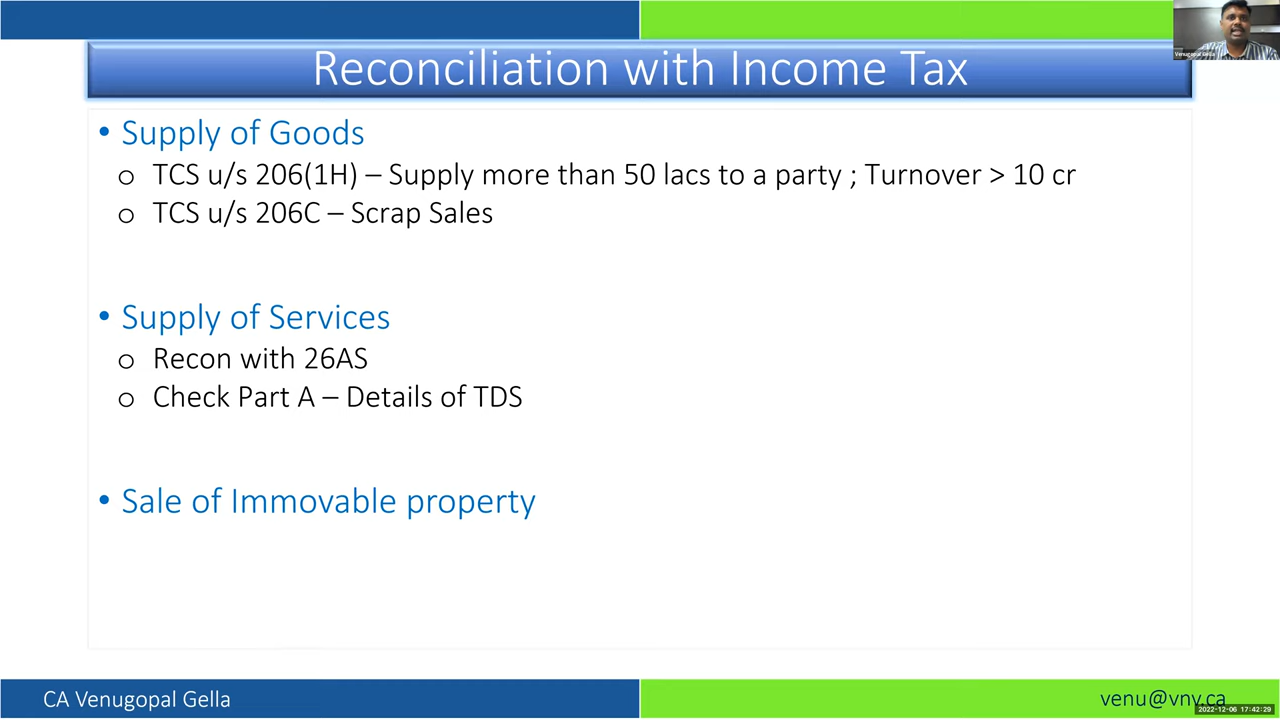 Reconciliation with Income Tax
Venugopal Gella
• Supply of Goods
o TCS u/s 206(1H) – Supply more than 50 lacs to a party ; Turnover > 10 cr
o TCS u/s 206C – Scrap Sales
• Supply of Services
o Recon with 26AS
o Check Part A – Details of TDS
• Sale of Immovable property
CA Venugopal Gella
venu@vnv.ca
2022-12-06 17:42:29